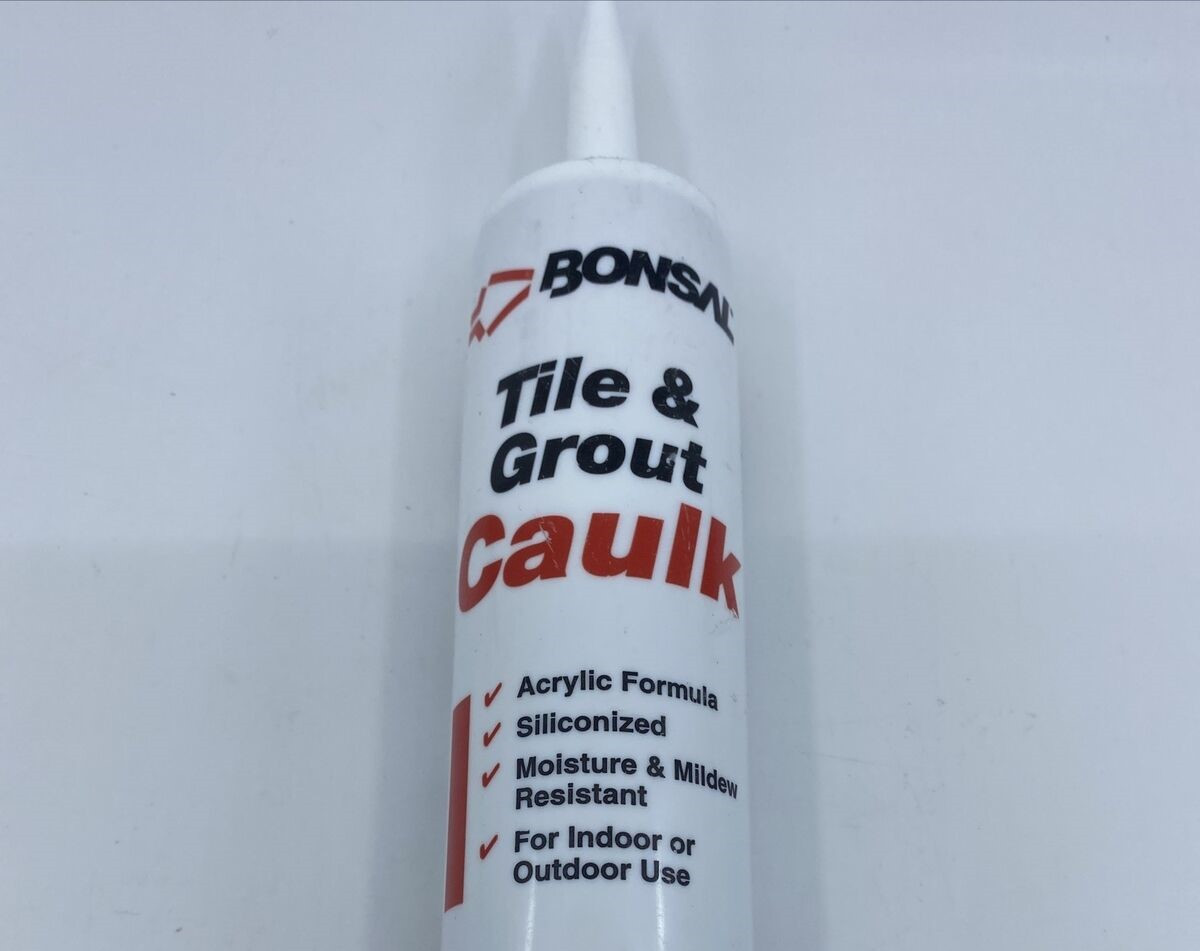 BONSAL
Tile &
Grout
Caulk
✓ Acrylic Formula
✓ Siliconized
✓ Moisture & Mildew
Resistant
✓ For Indoor or
Outdoor Use